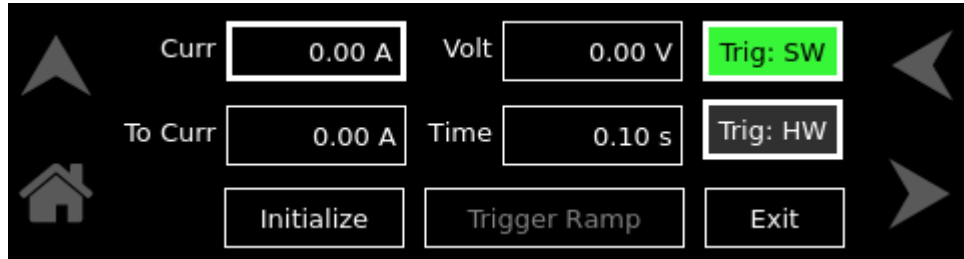 Curr 0.00 A Volt 0.00 V Trig: SW
To Curr 0.00 A Time 0.10 s Trig: HW
Initialize Trigger Ramp Exit